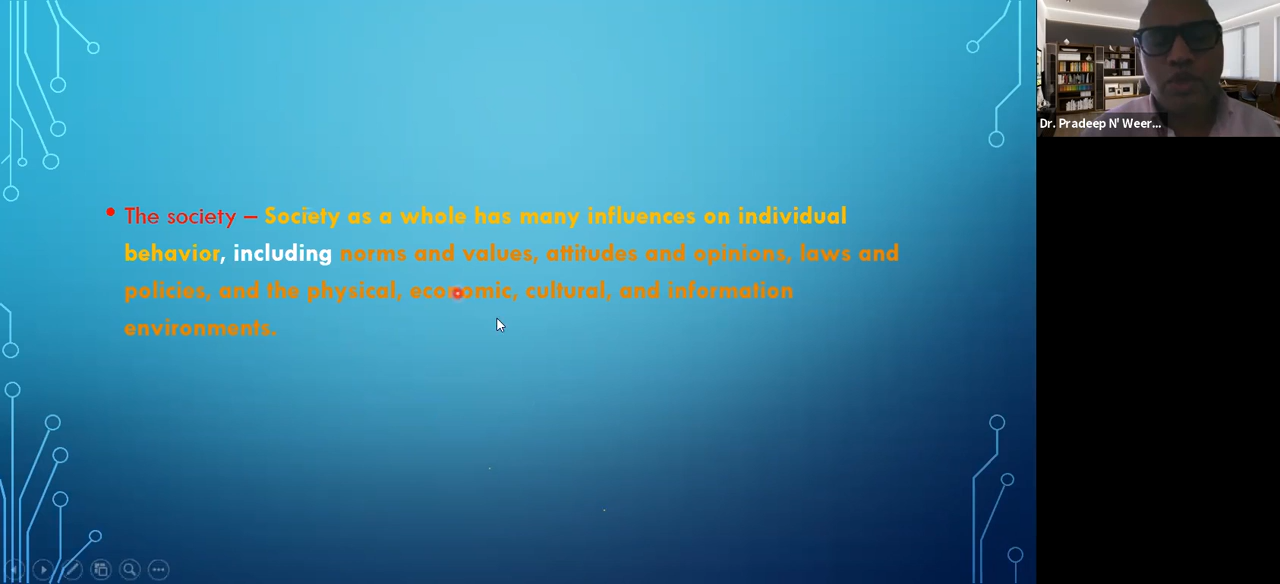 • The society – Society as a whole has many influences on individual
behavior, including norms and values, attitudes and opinions, laws and
policies, and the physical, economic, cultural, and information
environments.
Dr. Pradeep N' Weer...